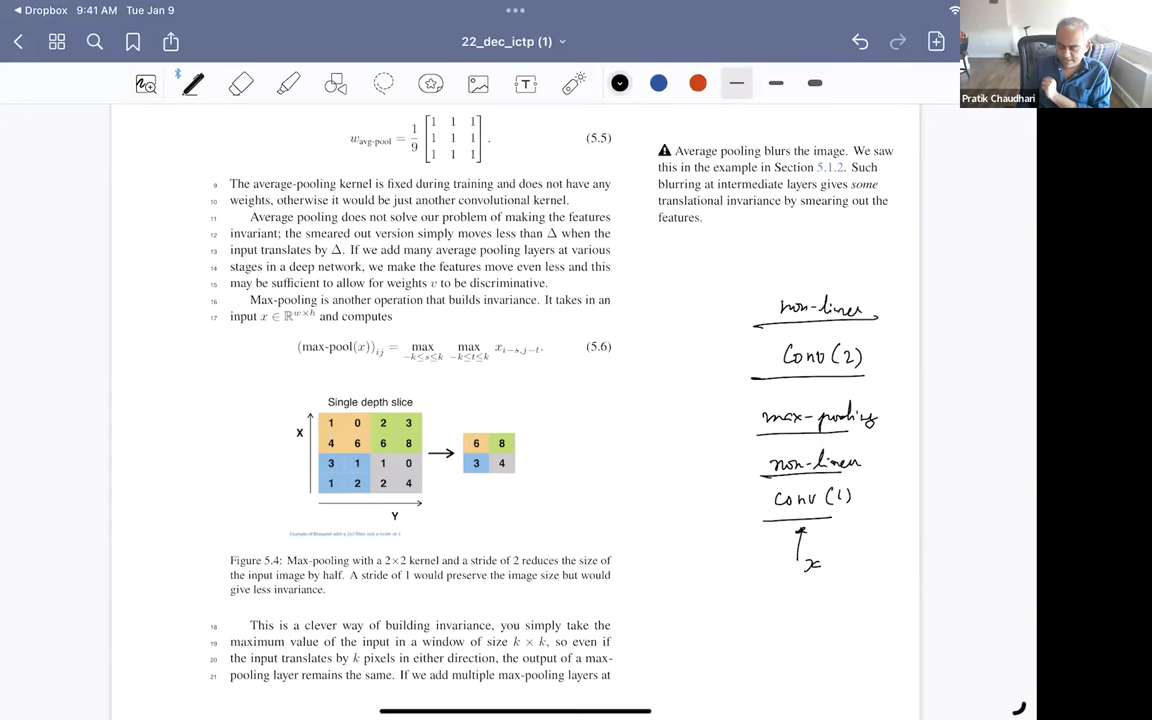 Dropbox 9:41 AM Tue Jan 9
22_dec_ictp (1)
Pratik Chaudhari
w_avg-pool = 1/9 [1 1 1
1 1 1
1 1 1] . (5.5)
9 The average-pooling kernel is fixed during training and does not have any
10 weights, otherwise it would be just another convolutional kernel.
11 Average pooling does not solve our problem of making the features
12 invariant; the smeared out version simply moves less than Δ when the
13 input translates by Δ. If we add many average pooling layers at various
14 stages in a deep network, we make the features move even less and this
15 may be sufficient to allow for weights v to be discriminative.
16 Max-pooling is another operation that builds invariance. It takes in an
17 input x ∈ ℝ^{w×h} and computes
(max-pool(x))_{ij} = max_{−k≤s≤k} max_{−k≤t≤k} x_{i−s,j−t}. (5.6)
Single depth slice
X
1 0 2 3
4 6 6 8
3 1 1 0
1 2 2 4
Y
6 8
3 4
Figure 5.4: Max-pooling with a 2×2 kernel and a stride of 2 reduces the size of
the input image by half. A stride of 1 would preserve the image size but would
give less invariance.
18 This is a clever way of building invariance, you simply take the
19 maximum value of the input in a window of size k × k, so even if
20 the input translates by k pixels in either direction, the output of a max-
21 pooling layer remains the same. If we add multiple max-pooling layers at
Average pooling blurs the image. We saw
this in the example in Section 5.1.2. Such
blurring at intermediate layers gives some
translational invariance by smearing out the
features.
non-linear
Conv (2)
max-pooling
non-linear
Conv (1)
x